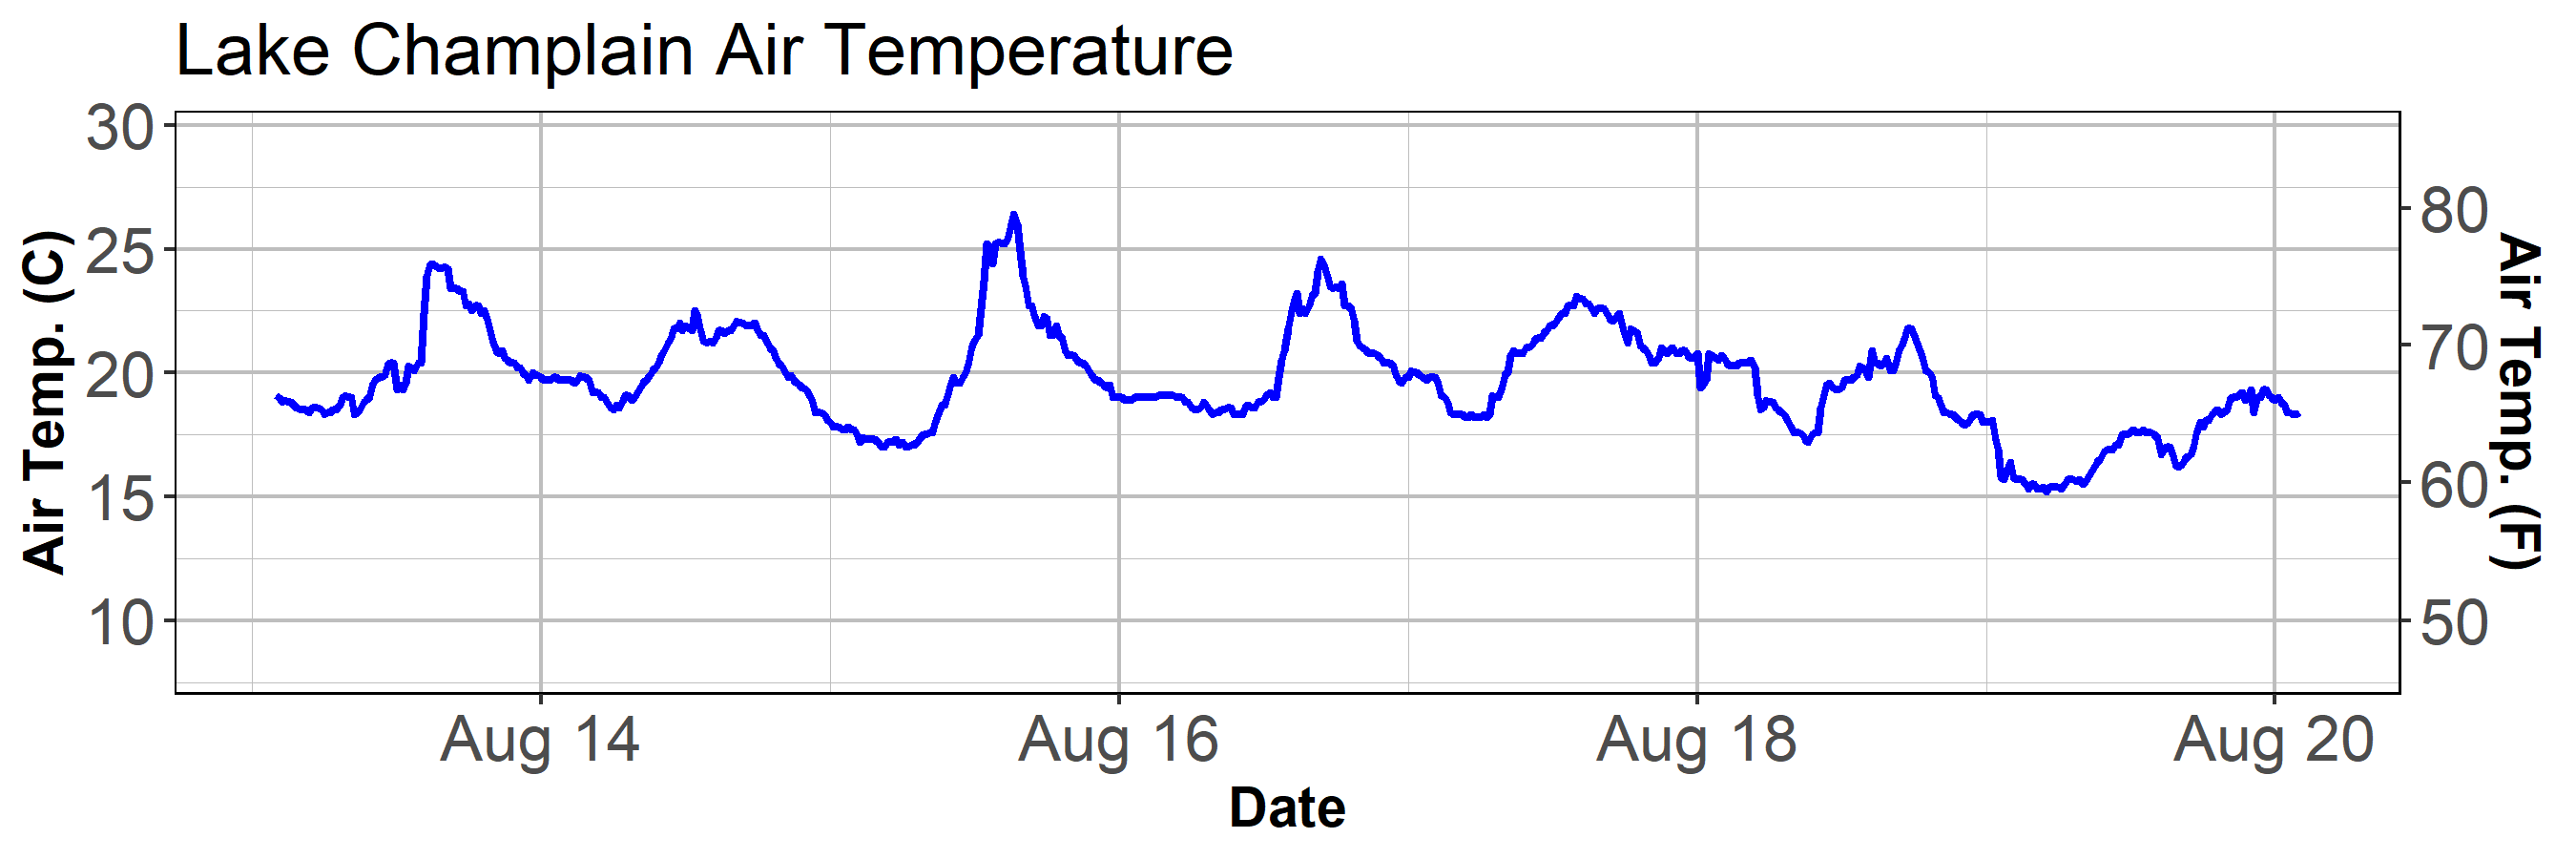 Lake Champlain Air Temperature
30
25
20
15
10
Air Temp. (C)
80
70
60
50
Air Temp. (F)
Aug 14
Aug 16
Aug 18
Aug 20
Date